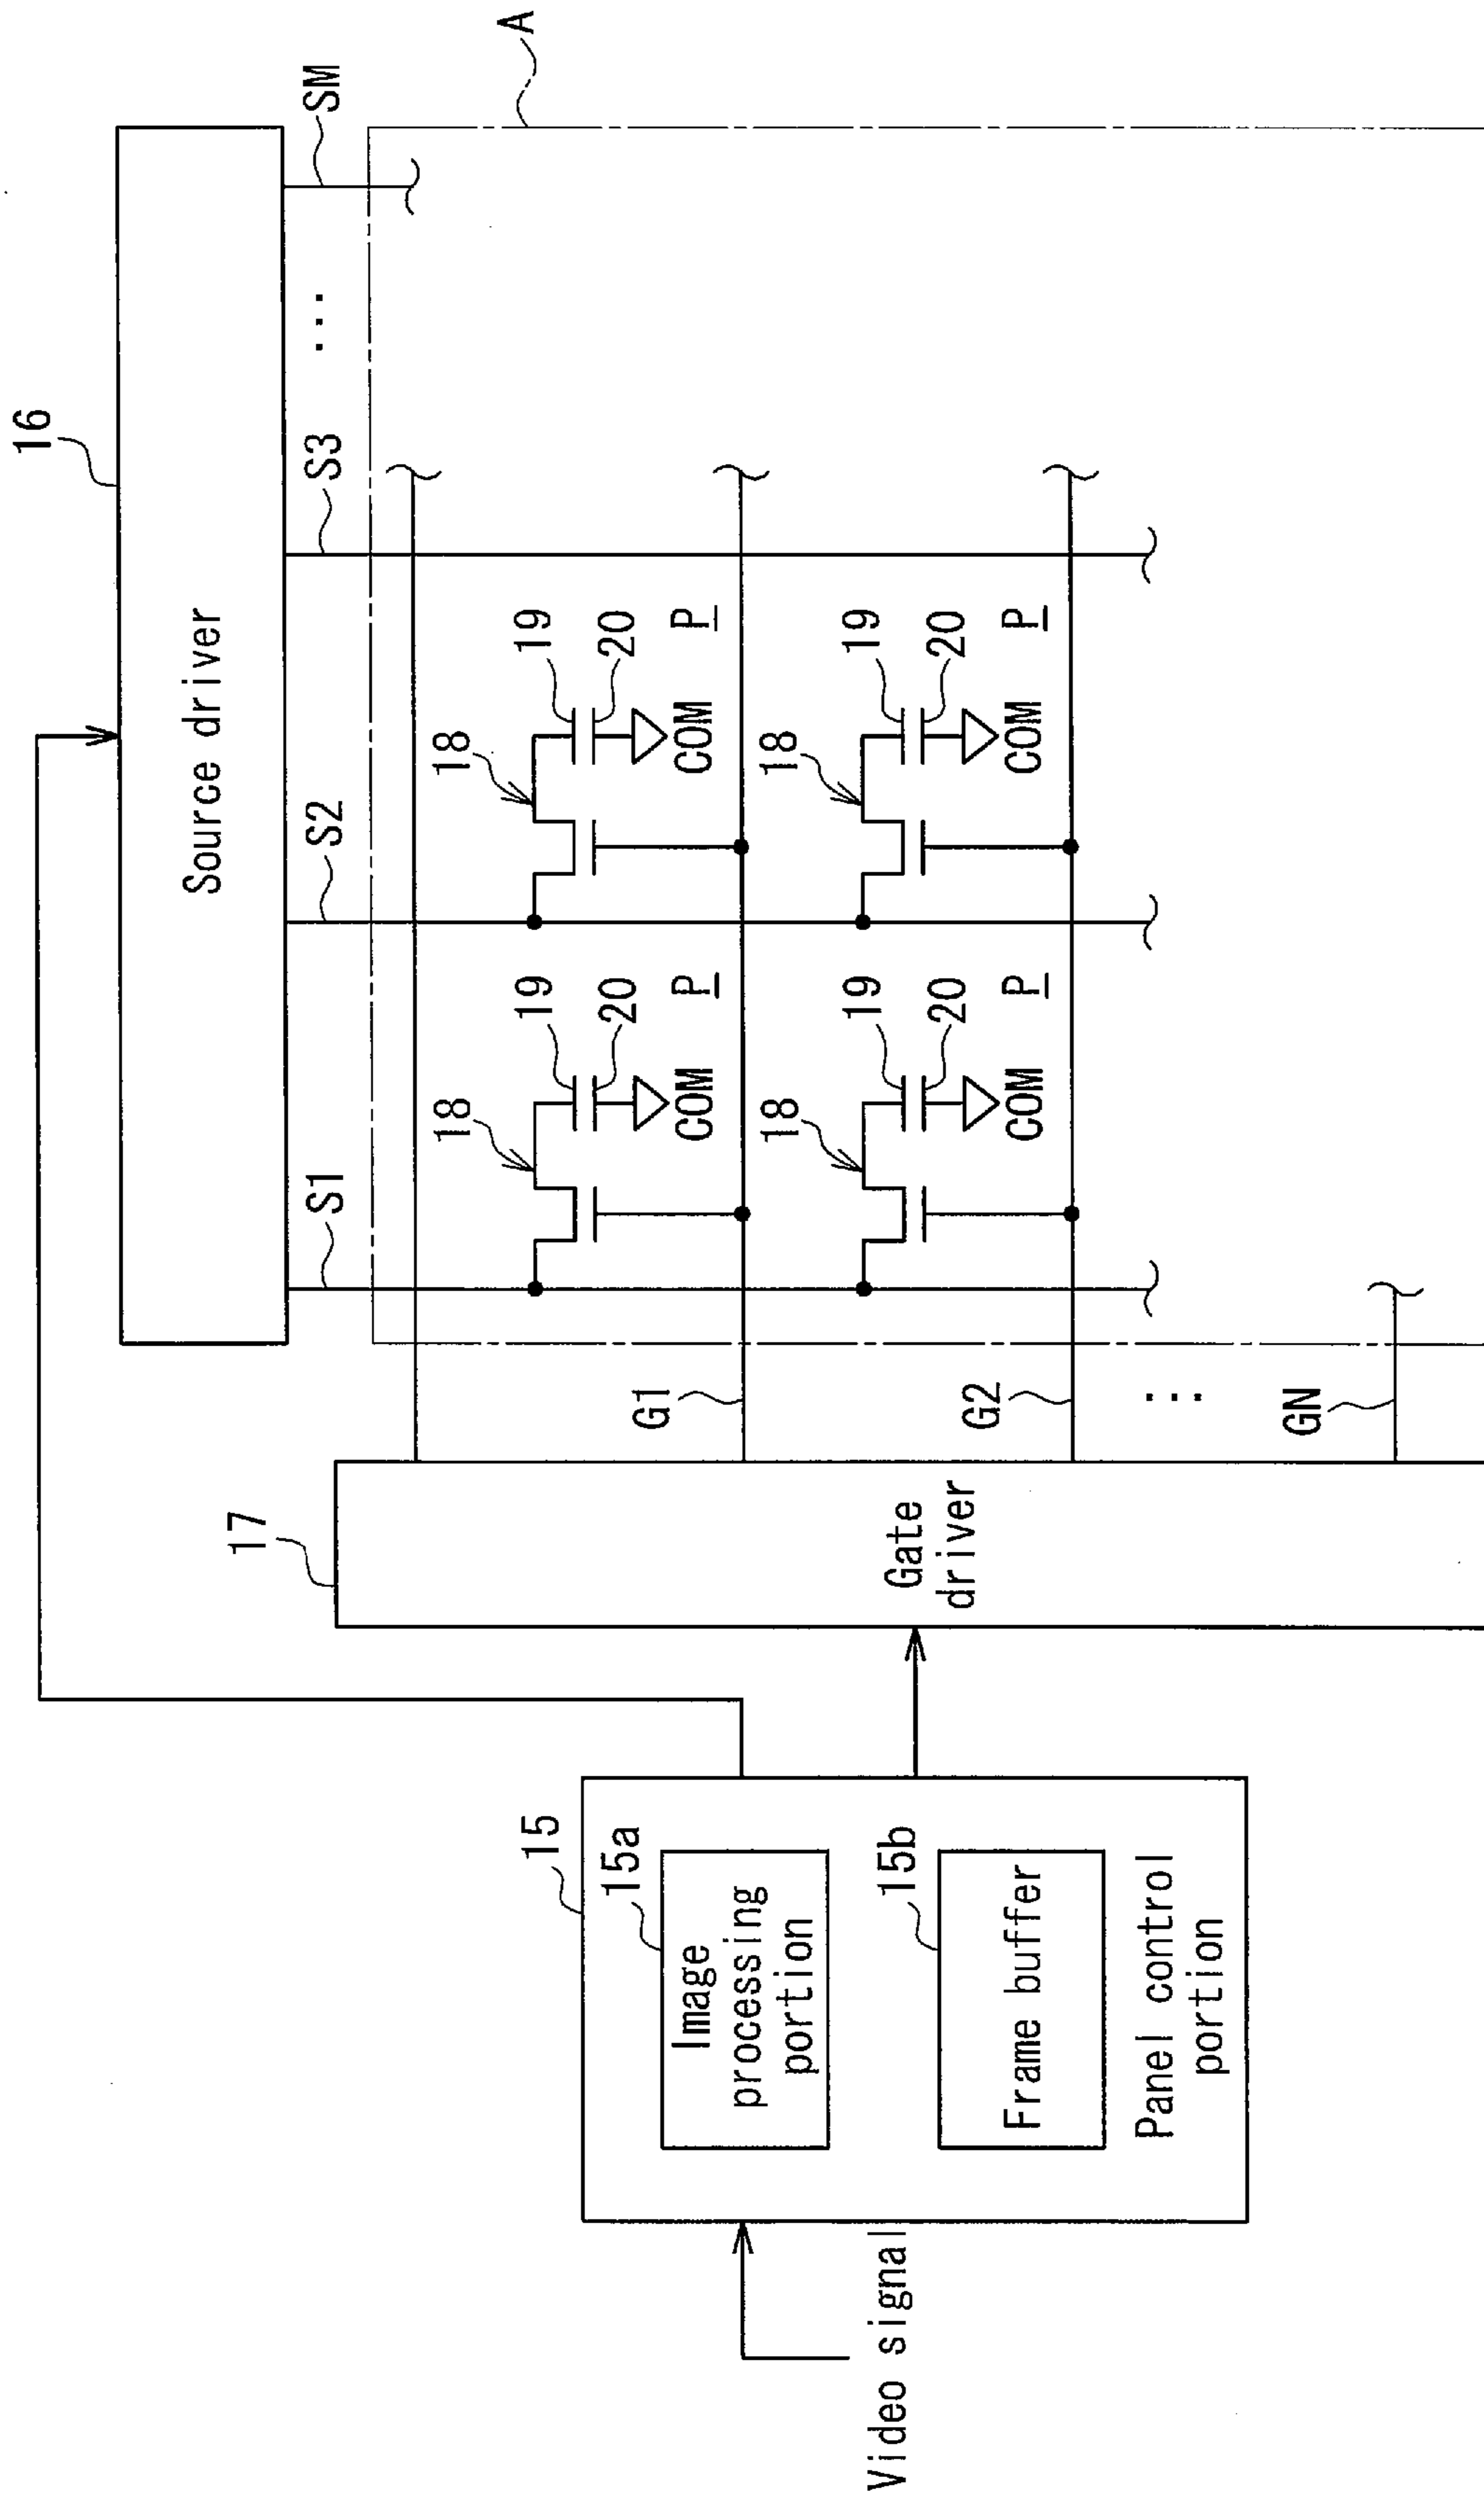 16
Source driver
S1
S2
S3
...
SM
A
17
Gate
driver
G1
G2
...
GN
18
19
20
COM
P
18
19
20
COM
P
18
19
20
COM
P
18
19
20
COM
P
15
15a
Image
processing
portion
15b
Frame buffer
Panel control
portion
Video signal